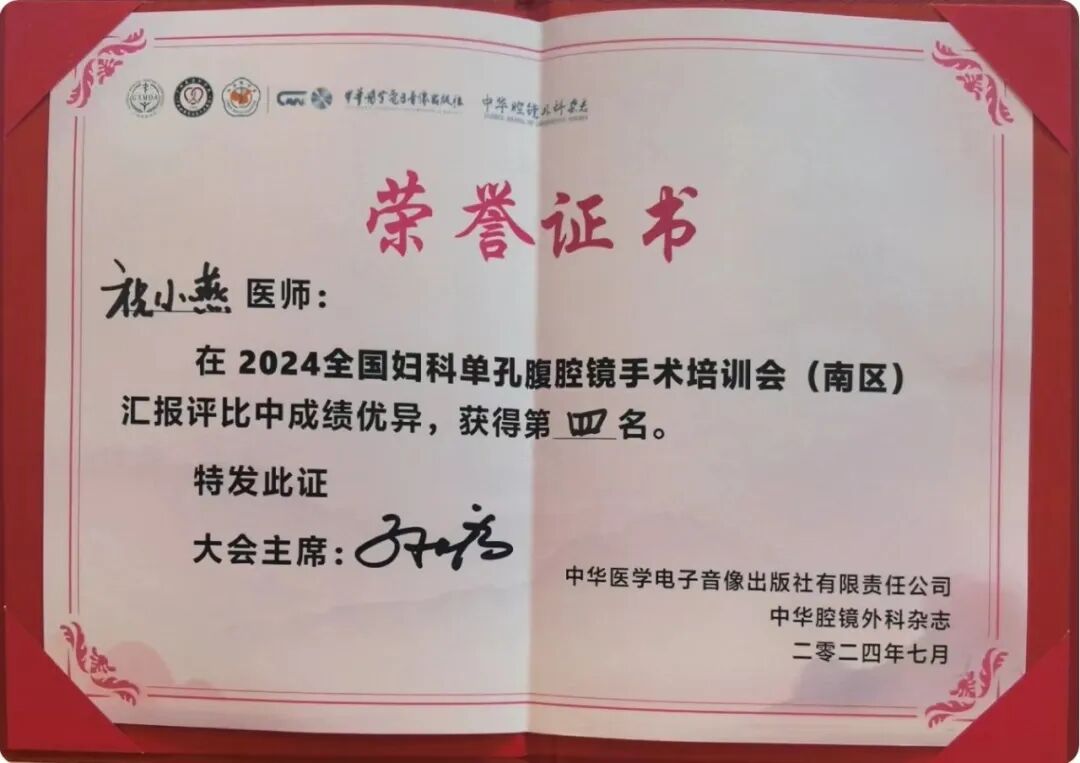 中华医学电子音像出版社 中华腔镜外科杂志
荣誉证书
祝小燕医师：
在 2024全国妇科单孔腹腔镜手术培训会（南区）
汇报评比中成绩优异，获得第四名。
特发此证
大会主席：
中华医学电子音像出版社有限责任公司
中华腔镜外科杂志
二零二四年七月